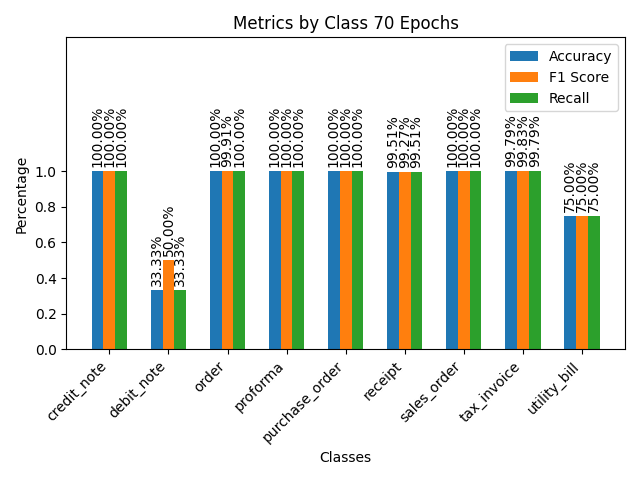 Metrics by Class 70 Epochs
Accuracy
F1 Score
Recall
Percentage
1.0
0.8
0.6
0.4
0.2
0.0
100.00%
100.00%
100.00%
33.33%
50.00%
33.33%
100.00%
99.91%
100.00%
100.00%
100.00%
100.00%
100.00%
100.00%
100.00%
99.51%
99.27%
99.51%
100.00%
100.00%
100.00%
99.79%
99.83%
99.79%
75.00%
75.00%
75.00%
credit_note
debit_note
order
proforma
purchase_order
receipt
sales_order
tax_invoice
utility_bill
Classes